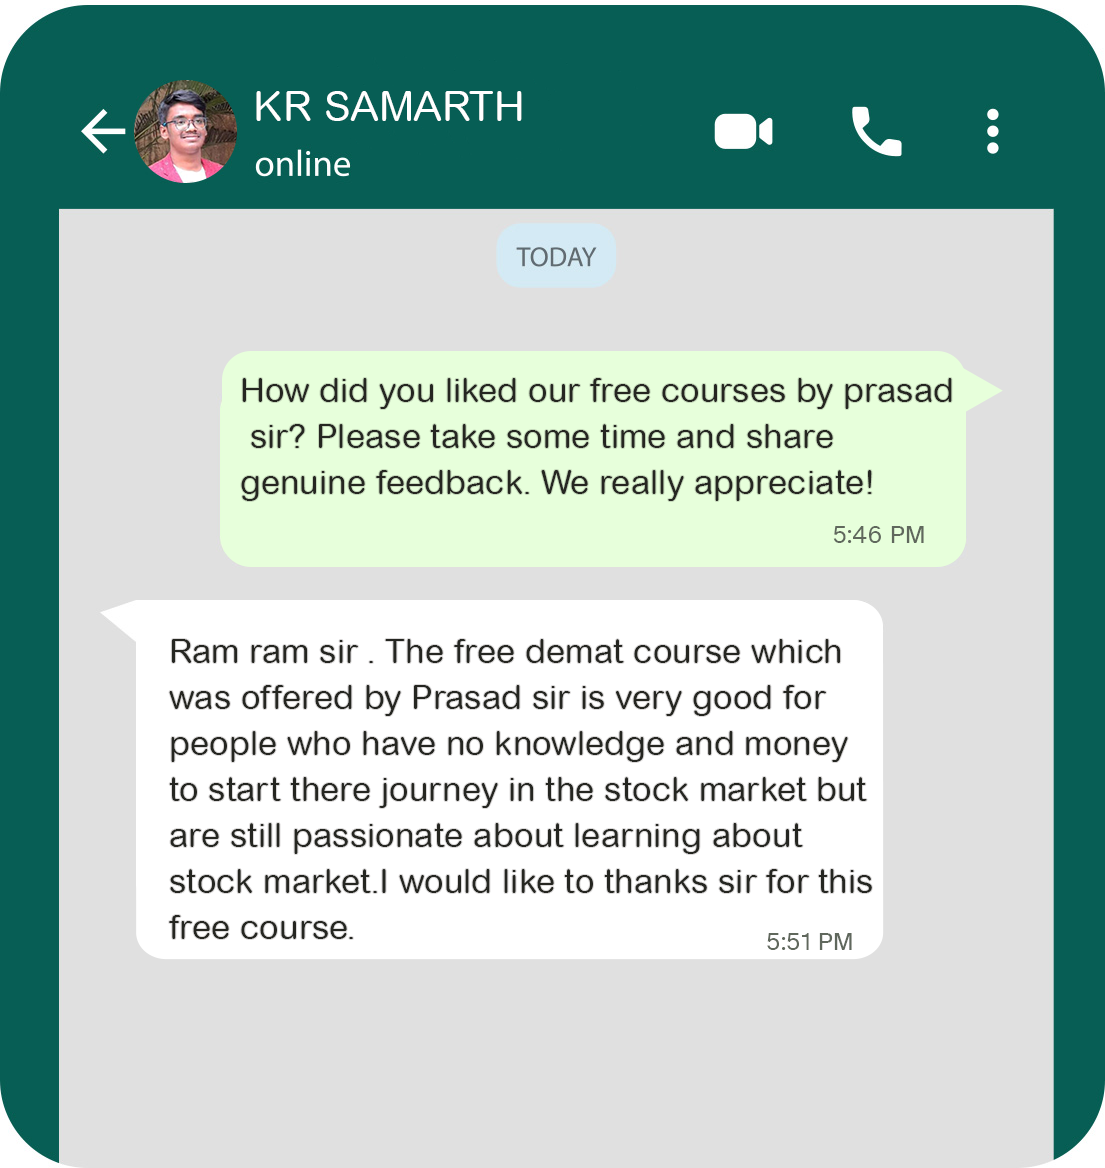 KR SAMARTH
online
TODAY
How did you liked our free courses by prasad
sir? Please take some time and share
genuine feedback. We really appreciate!
5:46 PM
Ram ram sir . The free demat course which
was offered by Prasad sir is very good for
people who have no knowledge and money
to start there journey in the stock market but
are still passionate about learning about
stock market.I would like to thanks sir for this
free course.
5:51 PM